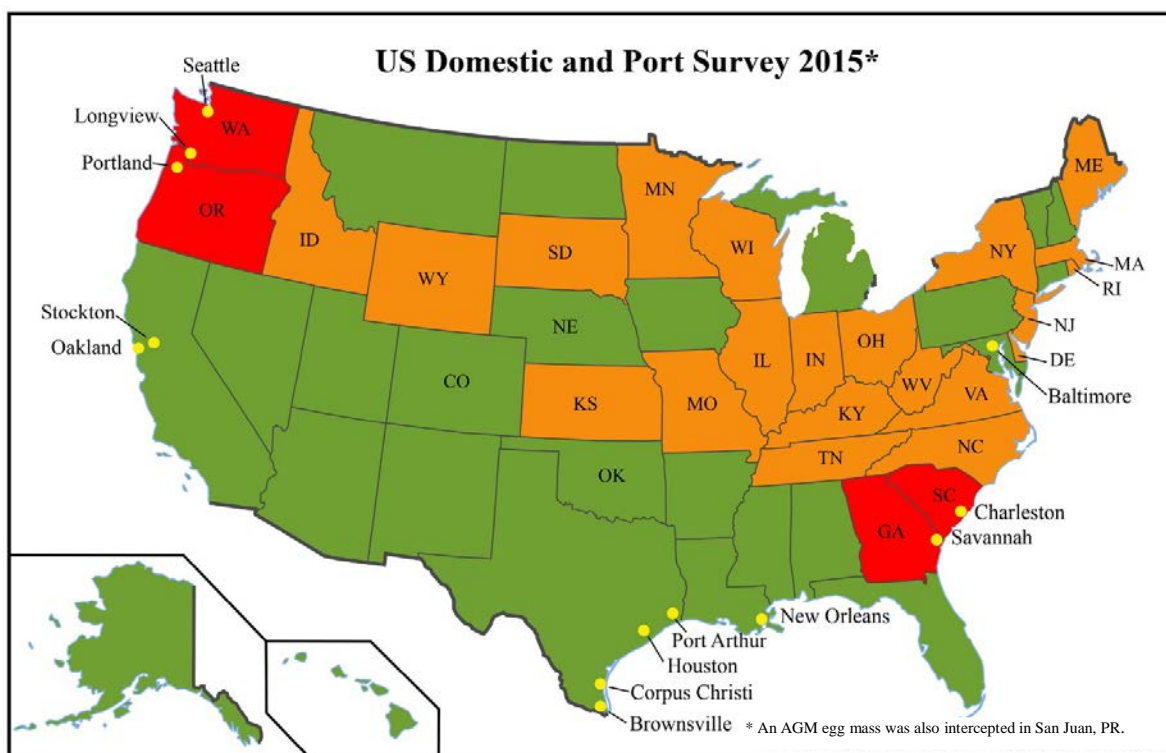 US Domestic and Port Survey 2015*
Seattle
Longview
Portland
WA
OR
ID
WY
SD
MN
WI
NY
ME
MA
RI
NJ
DE
Baltimore
Stockton
Oakland
NE
CO
KS
MO
IL
IN
OH
WV
VA
KY
NC
TN
OK
SC
GA
Charleston
Savannah
New Orleans
Port Arthur
Houston
Corpus Christi
Brownsville
* An AGM egg mass was also intercepted in San Juan, PR.